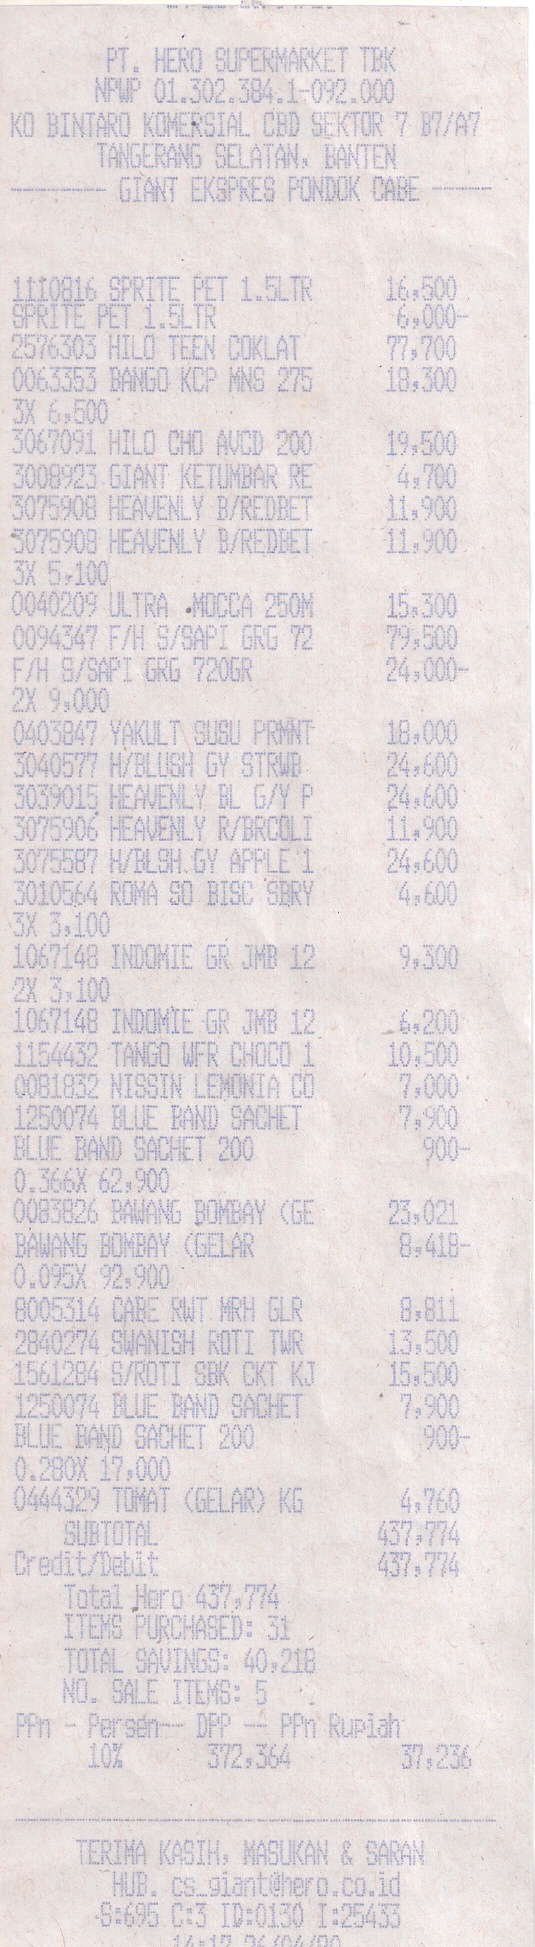 PT. HERO SUPERMARKET TBK
NPWP 01.302.384.1-092.000
KO BINTARO KOMERSIAL CBD SEKTOR 7 B7/A7
TANGERANG SELATAN, BANTEN
---------- GIANT EKSPRES PONDOK CABE ------
1110816 SPRITE PET 1.5LTR 16,500
SPRITE PET 1.5LTR 6,000-
2576303 HILO TEEN COKLAT 77,700
0063353 BANGO KCP MNS 275 18,300
3X 6,500
3067091 HILO CHO AVCD 200 19,500
3008923 GIANT KETUMBAR RE 4,700
3075908 HEAVENLY B/REDBET 11,900
3075908 HEAVENLY B/REDBET 11,900
3X 5,100
0040209 ULTRA MOCCA 250M 15,300
0094347 F/H S/SAPI GRG 72 79,500
F/H S/SAPI GRG 720GR 24,000-
2X 9,000
0403847 YAKULT SUSU PRMNT 18,000
3040577 H/BLUSH GY STRWB 24,600
3039015 HEAVENLY BL G/Y P 24,600
3075906 HEAVENLY R/BRCOLI 11,900
3075587 H/BLSH GY APPLE 1 24,600
3010564 ROMA SO BISC SBRY 4,600
3X 3,100
1067148 INDOMIE GR JMB 12 9,300
2X 3,100
1067148 INDOMIE GR JMB 12 6,200
1154432 TANGO WFR CHOCO 1 10,500
0081832 NISSIN LEMONIA CO 7,000
1250074 BLUE BAND SACHET 7,900
BLUE BAND SACHET 200 900-
0.366X 62,900
0083826 BAWANG BOMBAY (GE 23,021
BAWANG BOMBAY (GELAR 8,418-
0.095X 92,900
8005314 CABE RWT MRH GLR 8,811
2840274 SWANISH ROTI TWR 13,500
1561284 S/ROTI SBK CKT KJ 15,500
1250074 BLUE BAND SACHET 7,900
BLUE BAND SACHET 200 900-
0.280X 17,000
0444329 TOMAT (GELAR) KG 4,760
SUBTOTAL 437,774
Credit/Debit 437,774
Total Hero 437,774
ITEMS PURCHASED: 31
TOTAL SAVINGS: 40,218
NO. SALE ITEMS: 5
PPn - Persen-- DPP -- PPn Rupiah
10% 372,364 37,236
TERIMA KASIH, MASUKAN & SARAN
HUB. cs_giant@hero.co.id
S:695 C:3 ID:0130 I:25433
14:12 26/04/20